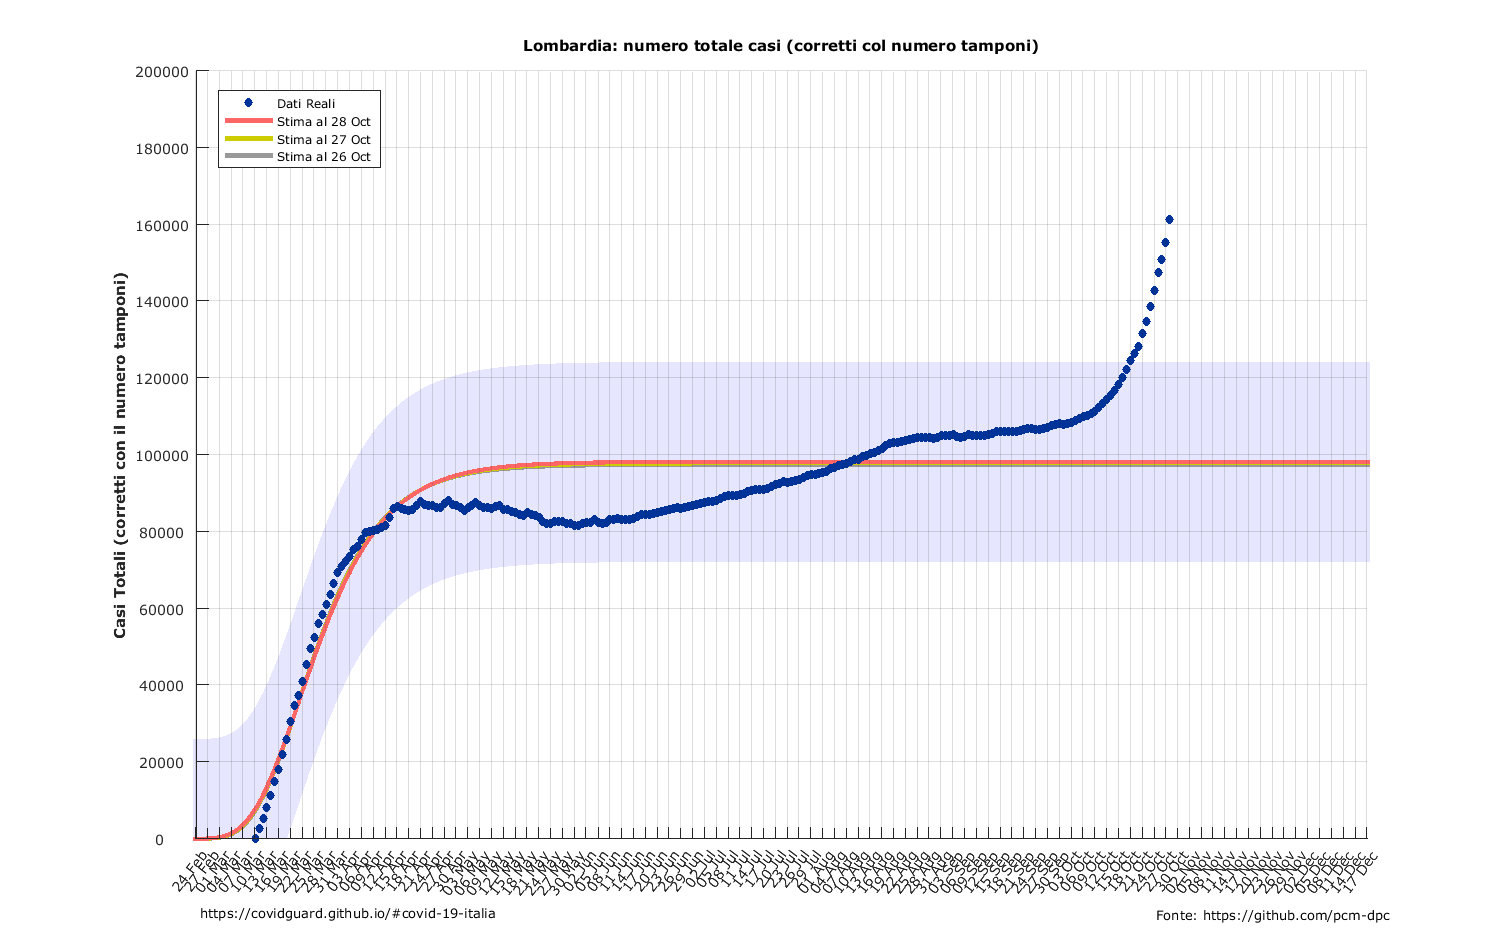 Lombardia: numero totale casi (corretti col numero tamponi)
Dati Reali
Stima al 28 Oct
Stima al 27 Oct
Stima al 26 Oct
Casi Totali (corretti con il numero tamponi)
200000
180000
160000
140000
120000
100000
80000
60000
40000
20000
0
24 Feb
27 Feb
01 Mar
04 Mar
07 Mar
10 Mar
13 Mar
16 Mar
19 Mar
22 Mar
25 Mar
28 Mar
31 Mar
03 Apr
06 Apr
09 Apr
12 Apr
15 Apr
18 Apr
21 Apr
24 Apr
27 Apr
30 Apr
03 May
06 May
09 May
12 May
15 May
18 May
21 May
24 May
27 May
30 May
02 Jun
05 Jun
08 Jun
11 Jun
14 Jun
17 Jun
20 Jun
23 Jun
26 Jun
29 Jun
02 Jul
05 Jul
08 Jul
11 Jul
14 Jul
17 Jul
20 Jul
23 Jul
26 Jul
29 Jul
01 Aug
04 Aug
07 Aug
10 Aug
13 Aug
16 Aug
19 Aug
22 Aug
25 Aug
28 Aug
31 Aug
03 Sep
06 Sep
09 Sep
12 Sep
15 Sep
18 Sep
21 Sep
24 Sep
27 Sep
30 Sep
03 Oct
06 Oct
09 Oct
12 Oct
15 Oct
18 Oct
21 Oct
24 Oct
27 Oct
30 Oct
02 Nov
05 Nov
08 Nov
11 Nov
14 Nov
17 Nov
20 Nov
23 Nov
26 Nov
29 Nov
02 Dec
05 Dec
08 Dec
11 Dec
14 Dec
17 Dec
https://covidguard.github.io/#covid-19-italia
Fonte: https://github.com/pcm-dpc